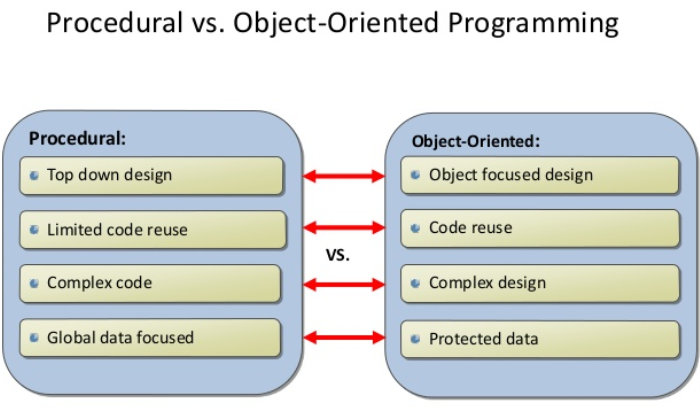 Procedural vs. Object-Oriented Programming
Procedural:
Top down design
Limited code reuse
Complex code
Global data focused
vs.
Object-Oriented:
Object focused design
Code reuse
Complex design
Protected data